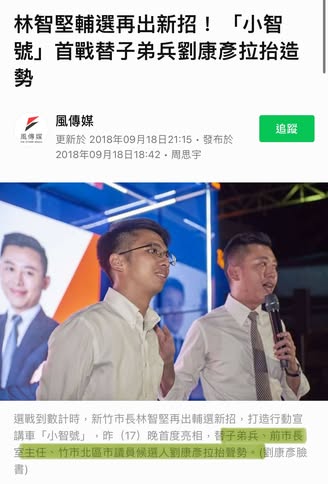 林智堅輔選再出新招！ 「小智
號」首戰替子弟兵劉康彥拉抬造
勢
風傳媒
更新於 2018年09月18日21:15・發布於
2018年09月18日18:42・周思宇
追蹤
風傳媒
選戰到數計時，新竹市長林智堅再出輔選新招，打造行動宣
講車「小智號」，昨（17）晚首度亮相，替子弟兵、前市長
室主任、竹市北區市議員候選人劉康彥拉抬聲勢。(劉康彥臉
書)